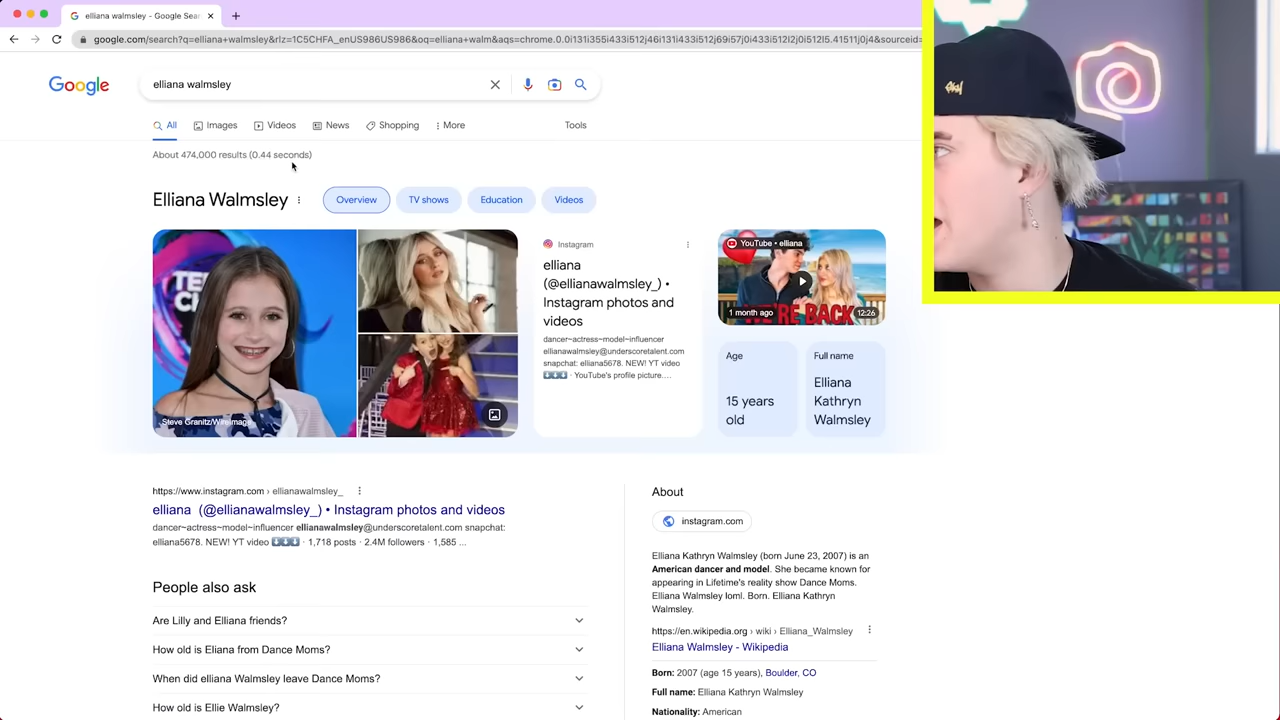 elliana walmsley - Google Sear
google.com/search?q=elliana+walmsley&rlz=1C5CHFA_enUS986US986&oq=elliana+walm&aqs=chrome.0.0i131i355i433i512j46i131i433i512j69i57j0i433i512l2j0i512l5.41511j0j4&sourceid=
Google
elliana walmsley
All Images Videos News Shopping More Tools
About 474,000 results (0.44 seconds)
Elliana Walmsley Overview TV shows Education Videos
Steve Granitz/WireImage
Instagram
elliana
(@ellianawalmsley_) •
Instagram photos and
videos
dancer~actress~model~influencer
ellianawalmsley@underscoretalent.com
snapchat: elliana5678. NEW! YT video
⬇⬇⬇ · YouTube's profile picture....
YouTube • elliana
WE'RE BACK
1 month ago 12:26
Age
15 years
old
Full name
Elliana
Kathryn
Walmsley
https://www.instagram.com › ellianawalmsley_
elliana (@ellianawalmsley_) • Instagram photos and videos
dancer~actress~model~influencer ellianawalmsley@underscoretalent.com snapchat:
elliana5678. NEW! YT video ⬇⬇⬇ · 1,718 posts · 2.4M followers · 1,585 ...
People also ask
Are Lilly and Elliana friends?
How old is Eliana from Dance Moms?
When did elliana Walmsley leave Dance Moms?
How old is Ellie Walmsley?
About
instagram.com
Elliana Kathryn Walmsley (born June 23, 2007) is an
American dancer and model. She became known for
appearing in Lifetime's reality show Dance Moms.
Elliana Walmsley loml. Born. Elliana Kathryn
Walmsley.
https://en.wikipedia.org › wiki › Elliana_Walmsley
Elliana Walmsley - Wikipedia
Born: 2007 (age 15 years), Boulder, CO
Full name: Elliana Kathryn Walmsley
Nationality: American